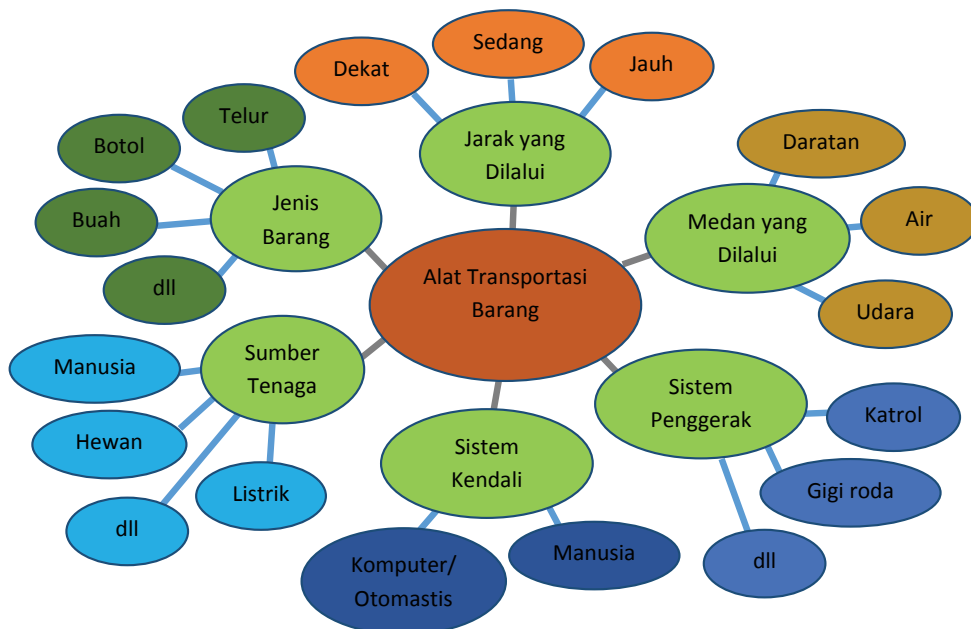 Sedang
Dekat
Jauh
Telur
Botol
Jarak yang
Dilalui
Daratan
Buah
Jenis
Barang
Medan yang
Dilalui
Air
dll
Alat Transportasi
Barang
Udara
Manusia
Sumber
Tenaga
Sistem
Penggerak
Katrol
Hewan
Sistem
Kendali
Gigi roda
Listrik
dll
Komputer/
Otomastis
Manusia
dll